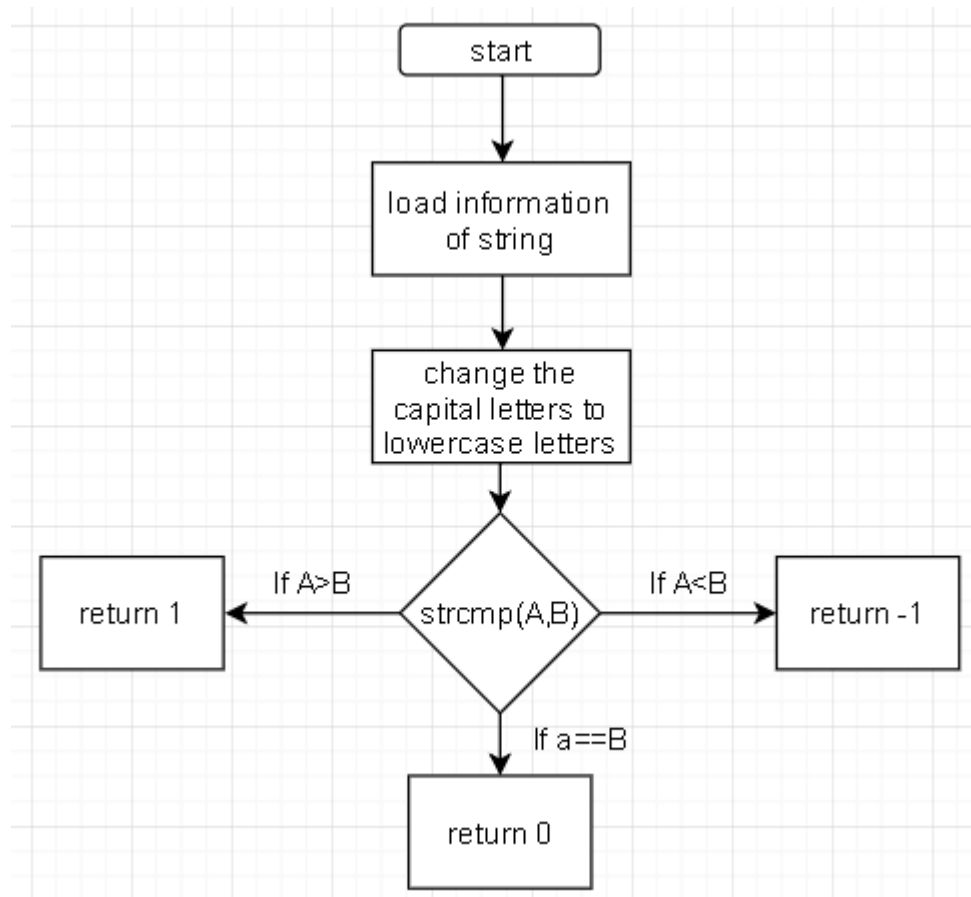 start
load information
of string
change the
capital letters to
lowercase letters
If A>B
If A<B
return 1
strcmp(A,B)
return -1
If a==B
return 0